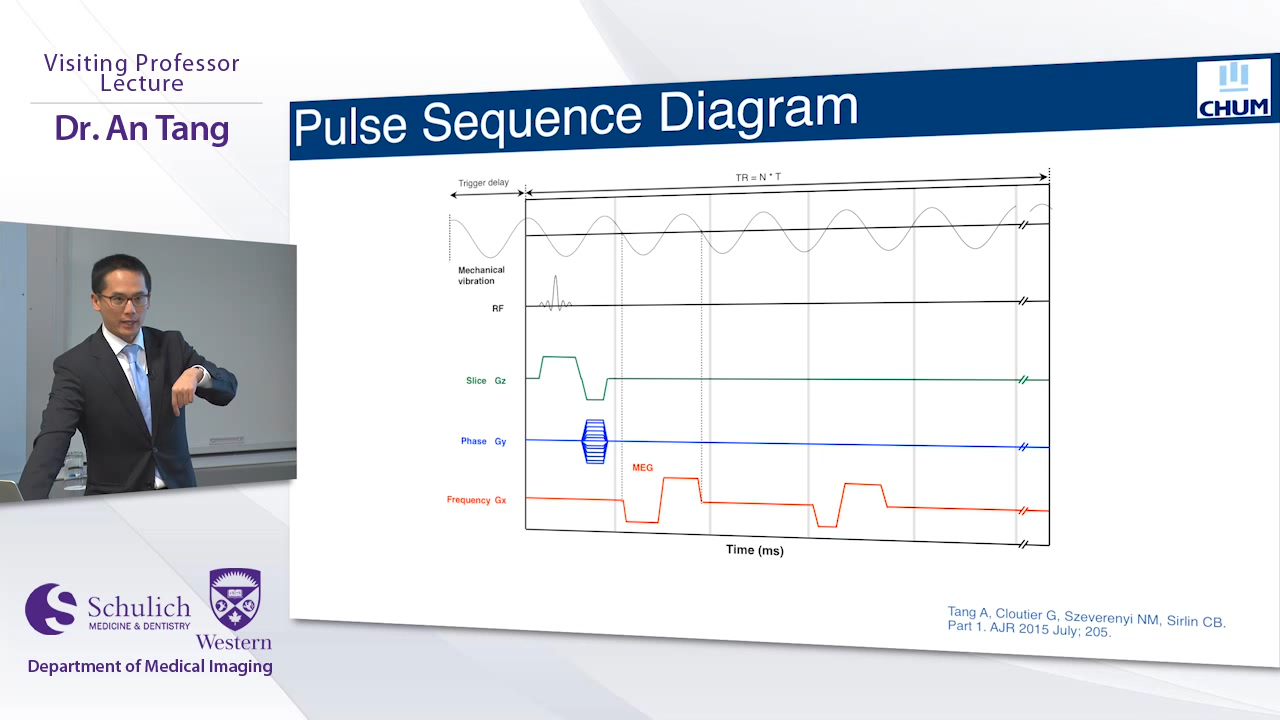 Visiting Professor
Lecture
Dr. An Tang
Pulse Sequence Diagram
CHUM
Trigger delay
TR = N * T
Mechanical
vibration
RF
Slice Gz
Phase Gy
MEG
Frequency Gx
Time (ms)
Tang A, Cloutier G, Szeverenyi NM, Sirlin CB.
Part 1. AJR 2015 July; 205.
Schulich
MEDICINE & DENTISTRY
Western
Department of Medical Imaging